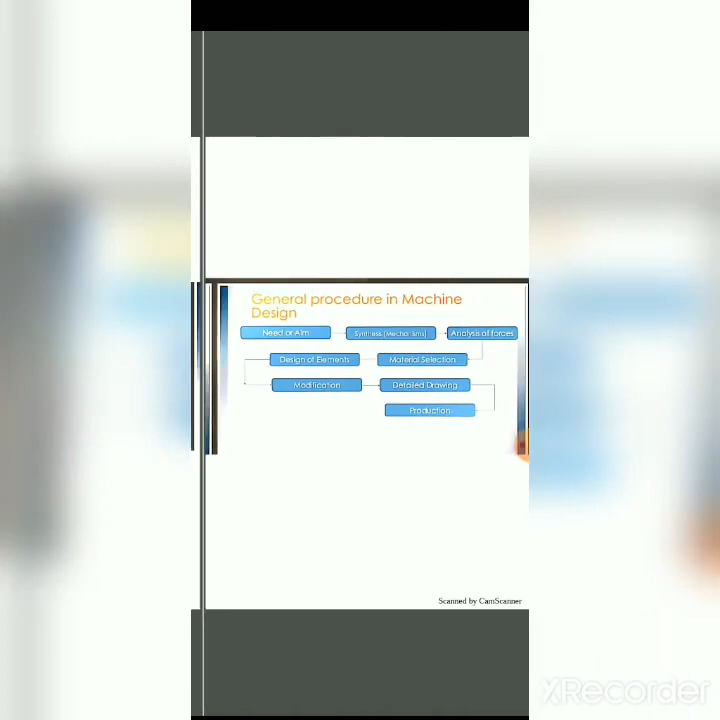 General procedure in Machine
Design
Need or Aim
Synthesis (Mechanisms)
Analysis of forces
Design of Elements
Material Selection
Modification
Detailed Drawing
Production
Scanned by CamScanner
XRecorder